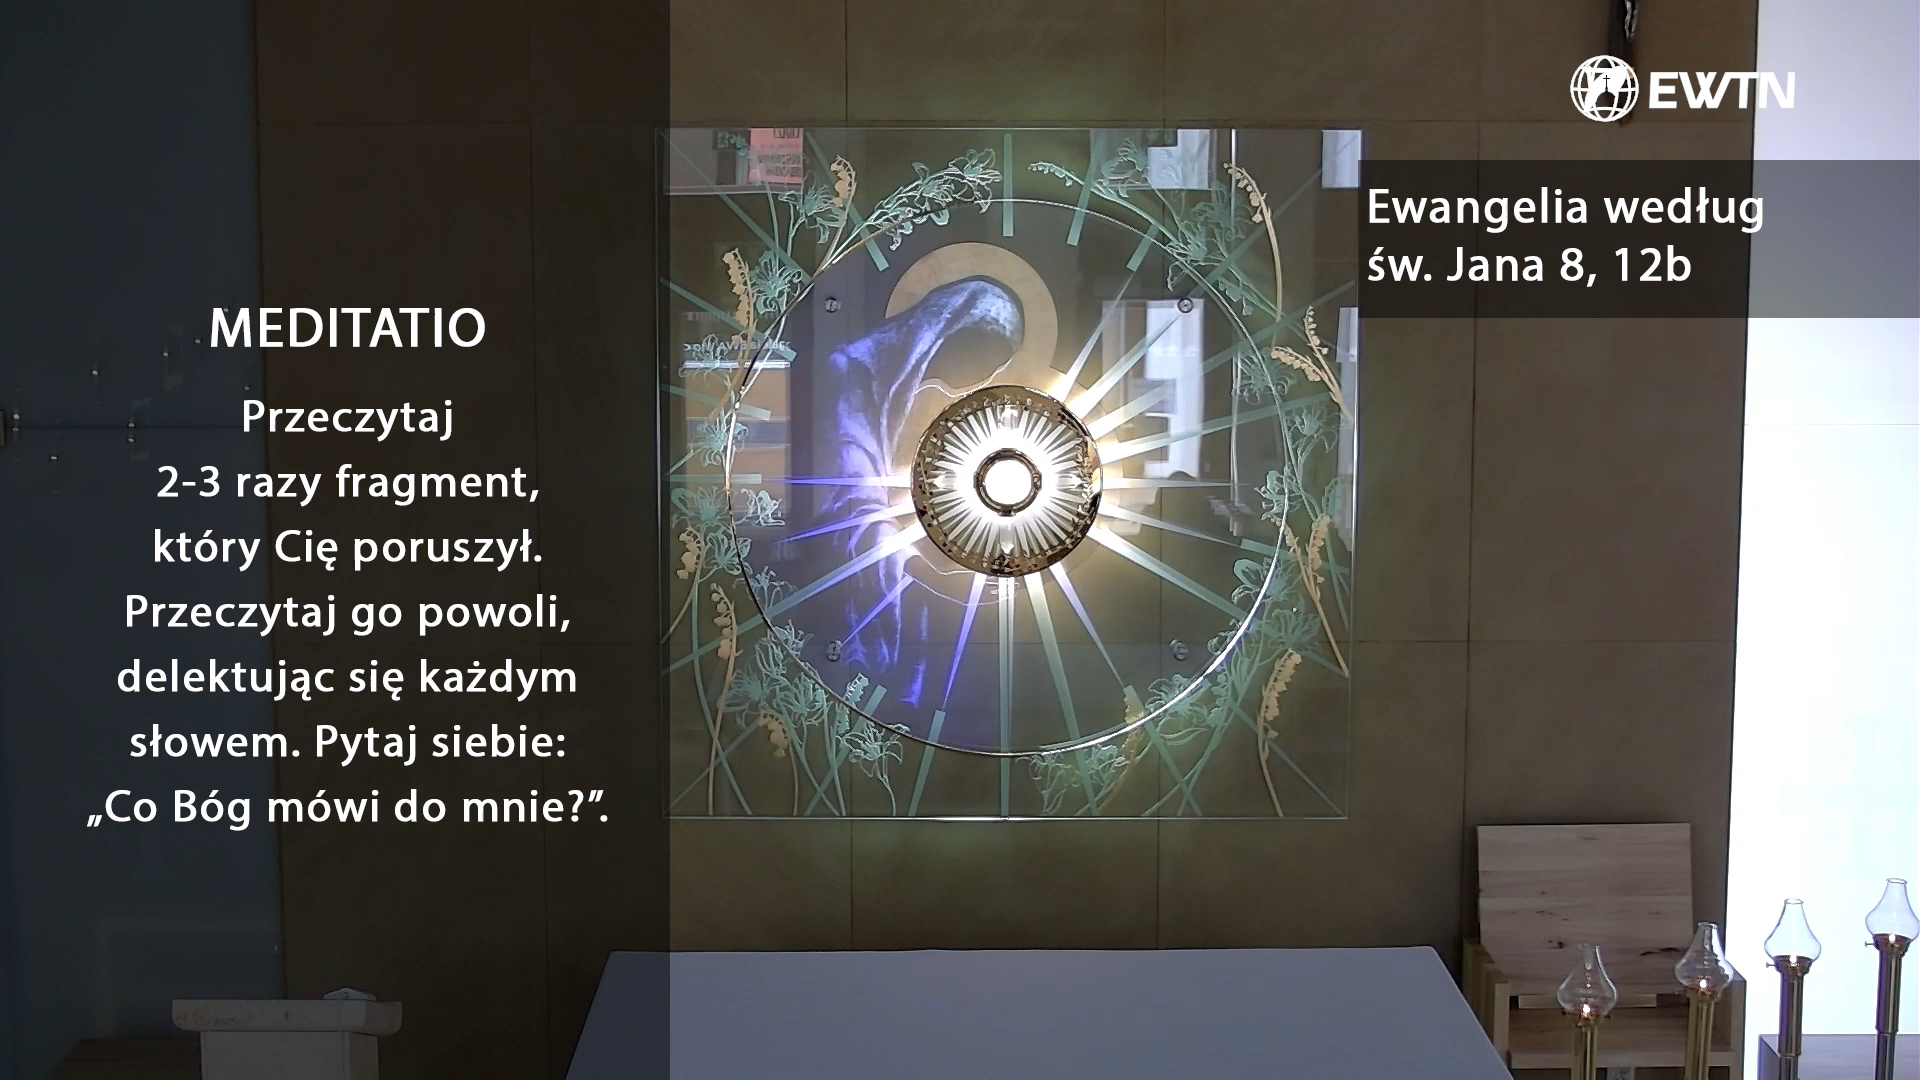 EWTN
Ewangelia według
św. Jana 8, 12b
MEDITATIO
Przeczytaj
2-3 razy fragment,
który Cię poruszył.
Przeczytaj go powoli,
delektując się każdym
słowem. Pytaj siebie:
„Co Bóg mówi do mnie?”.